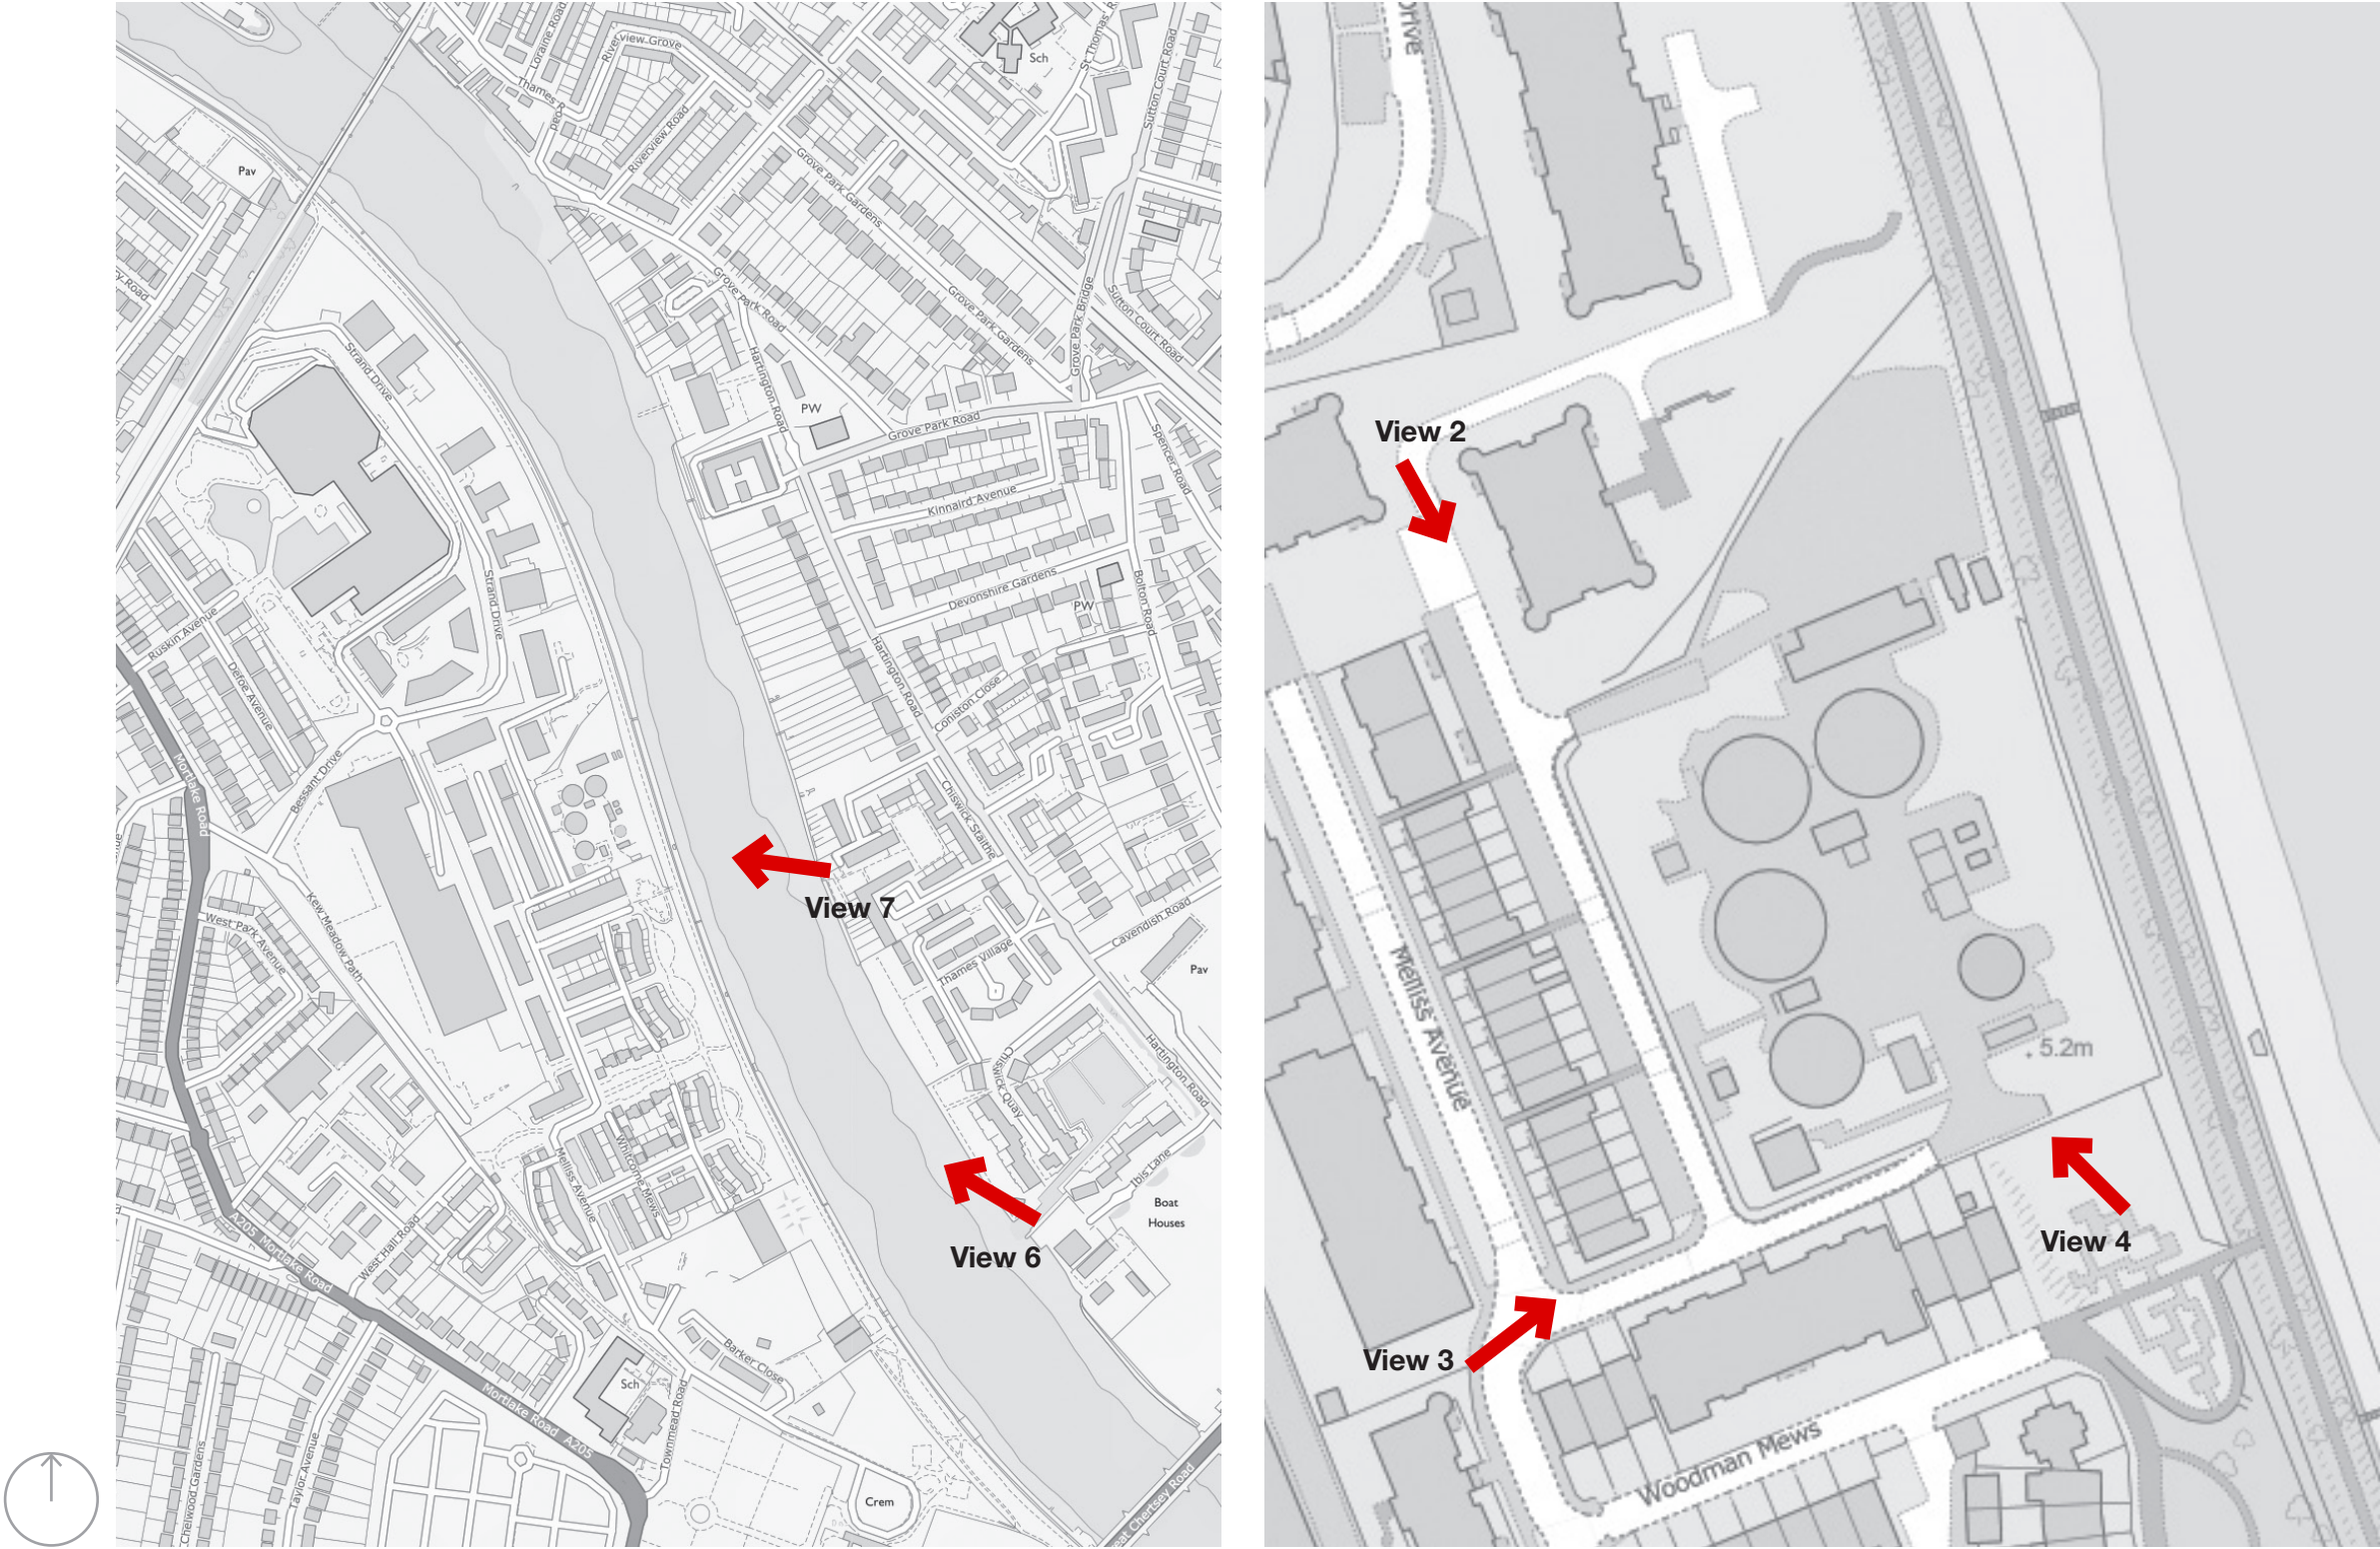 Loraine Road
Riverview Grove
Thames Road
Riverview Road
Sch
St Thomas' R
Sutton Court Road
Pav
Grove Park Gardens
Grove Park Road
Grove Park Gardens
Grove Park Bridge
Sutton Court Road
Strand Drive
Hartington Road
PW
Grove Park Road
Spencer Road
Kinnaird Avenue
Devonshire Gardens
PW
Bolton Road
Strand Drive
Ruskin Avenue
Defoe Avenue
Hartington Road
Coniston Close
Bessant Drive
Mortlake Road
Chiswick Staithe
View 7
Kew Meadow Path
West Park Avenue
Cavendish Road
Thames Village
Pav
Hartington Road
Chiswick Quay
Melliss Avenue
Whitcome Mews
Ibis Lane
Boat
Houses
View 6
A205 Mortlake Road
West Hall Road
Barker Close
Sch
Mortlake Road A205
Townmead Road
Taylor Avenue
Chelwood Gardens
Crem
eat Chertsey Road
Drive
View 2
Melliss Avenue
5.2m
View 4
View 3
Woodman Mews